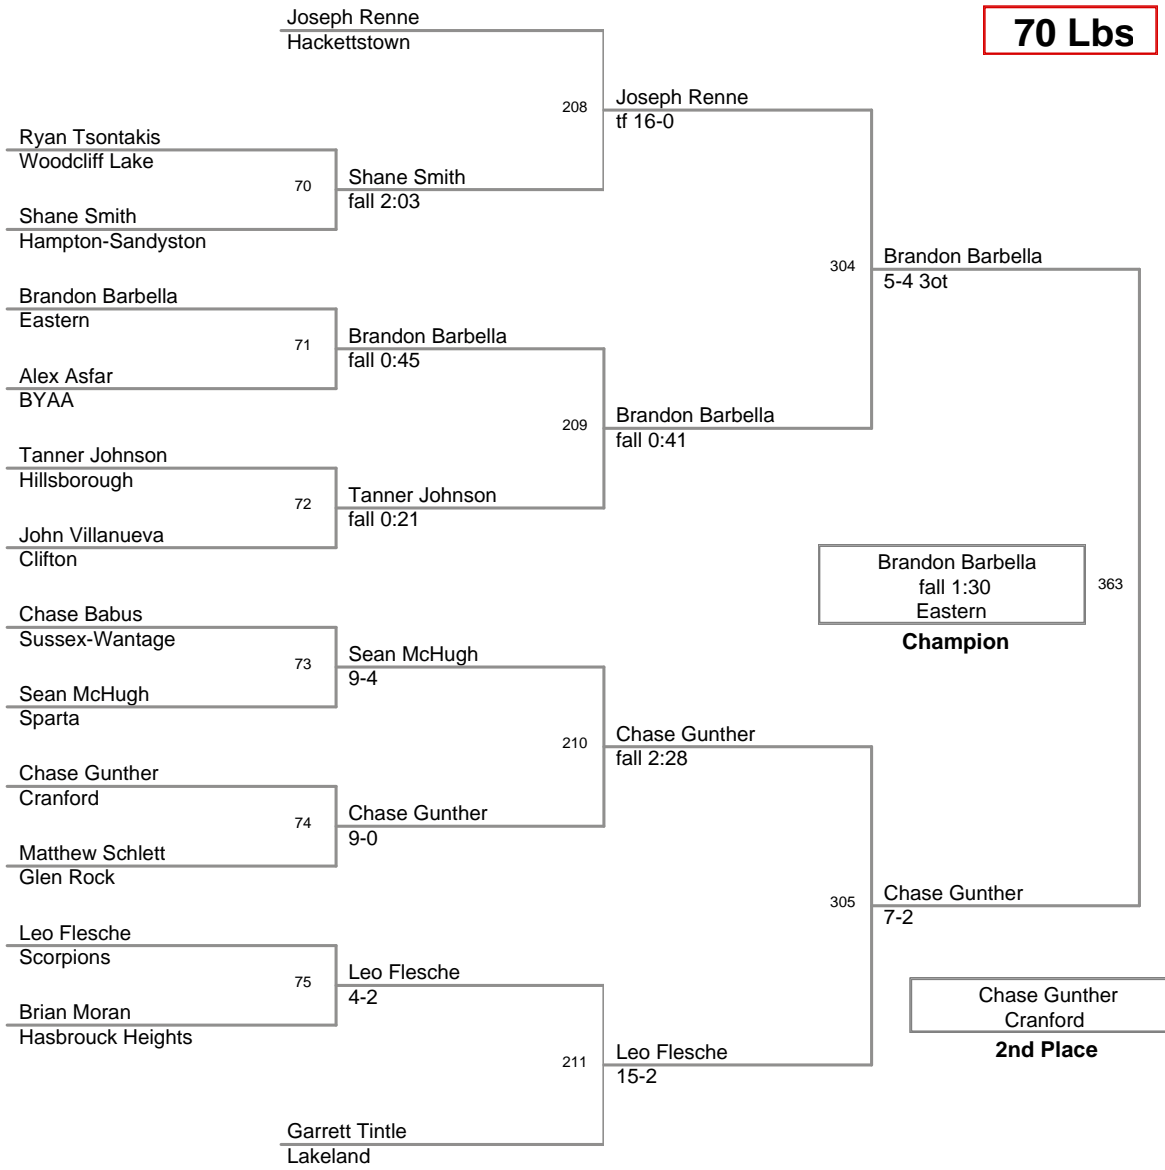 Joseph Renne
Hackettstown
70 Lbs
208
Joseph Renne
tf 16-0
Ryan Tsontakis
Woodcliff Lake
70
Shane Smith
fall 2:03
Shane Smith
Hampton-Sandyston
304
Brandon Barbella
5-4 3ot
Brandon Barbella
Eastern
71
Brandon Barbella
fall 0:45
Alex Asfar
BYAA
209
Brandon Barbella
fall 0:41
Tanner Johnson
Hillsborough
72
Tanner Johnson
fall 0:21
John Villanueva
Clifton
Brandon Barbella
fall 1:30
Eastern
363
Champion
Chase Babus
Sussex-Wantage
73
Sean McHugh
9-4
Sean McHugh
Sparta
210
Chase Gunther
fall 2:28
Chase Gunther
Cranford
74
Chase Gunther
9-0
Matthew Schlett
Glen Rock
305
Chase Gunther
7-2
Leo Flesche
Scorpions
75
Leo Flesche
4-2
Brian Moran
Hasbrouck Heights
Chase Gunther
Cranford
2nd Place
211
Leo Flesche
15-2
Garrett Tintle
Lakeland